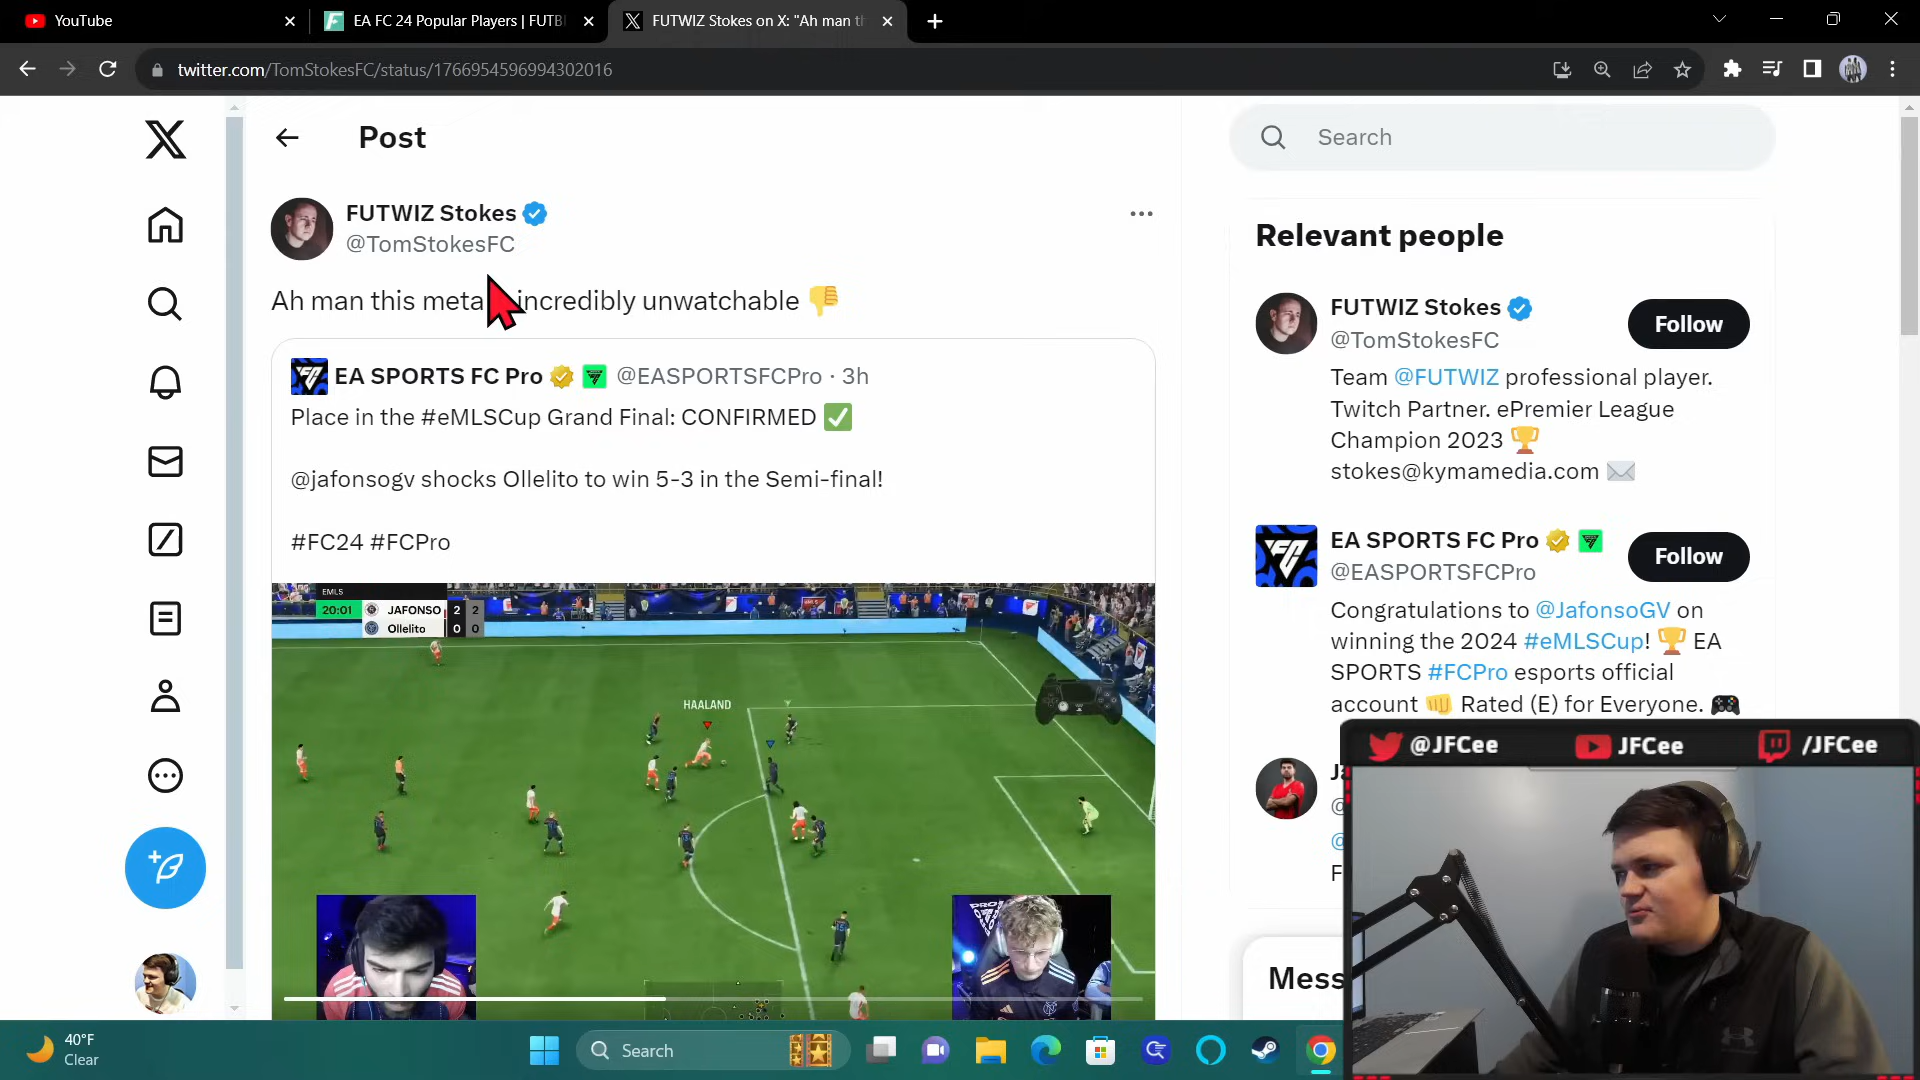 YouTube
EA FC 24 Popular Players | FUTB
FUTWIZ Stokes on X: "Ah man th
twitter.com/TomStokesFC/status/1766954596994302016
Post
Search
FUTWIZ Stokes
@TomStokesFC
Ah man this meta incredibly unwatchable 👎
EA SPORTS FC Pro @EASPORTSFCPro · 3h
Place in the #eMLSCup Grand Final: CONFIRMED ✅
@jafonsogv shocks Ollelito to win 5-3 in the Semi-final!
#FC24 #FCPro
EMLS
20:01 JAFONSO 2 2
Ollelito 0 0
HAALAND
Relevant people
FUTWIZ Stokes
@TomStokesFC
Follow
Team @FUTWIZ professional player.
Twitch Partner. ePremier League
Champion 2023 🏆
stokes@kymamedia.com ✉️
EA SPORTS FC Pro
@EASPORTSFCPro
Follow
Congratulations to @JafonsoGV on
winning the 2024 #eMLSCup! 🏆 EA
SPORTS #FCPro esports official
account 👊 Rated (E) for Everyone. 🎮
@JFCee JFCee /JFCee
Mess
40°F
Clear
Search